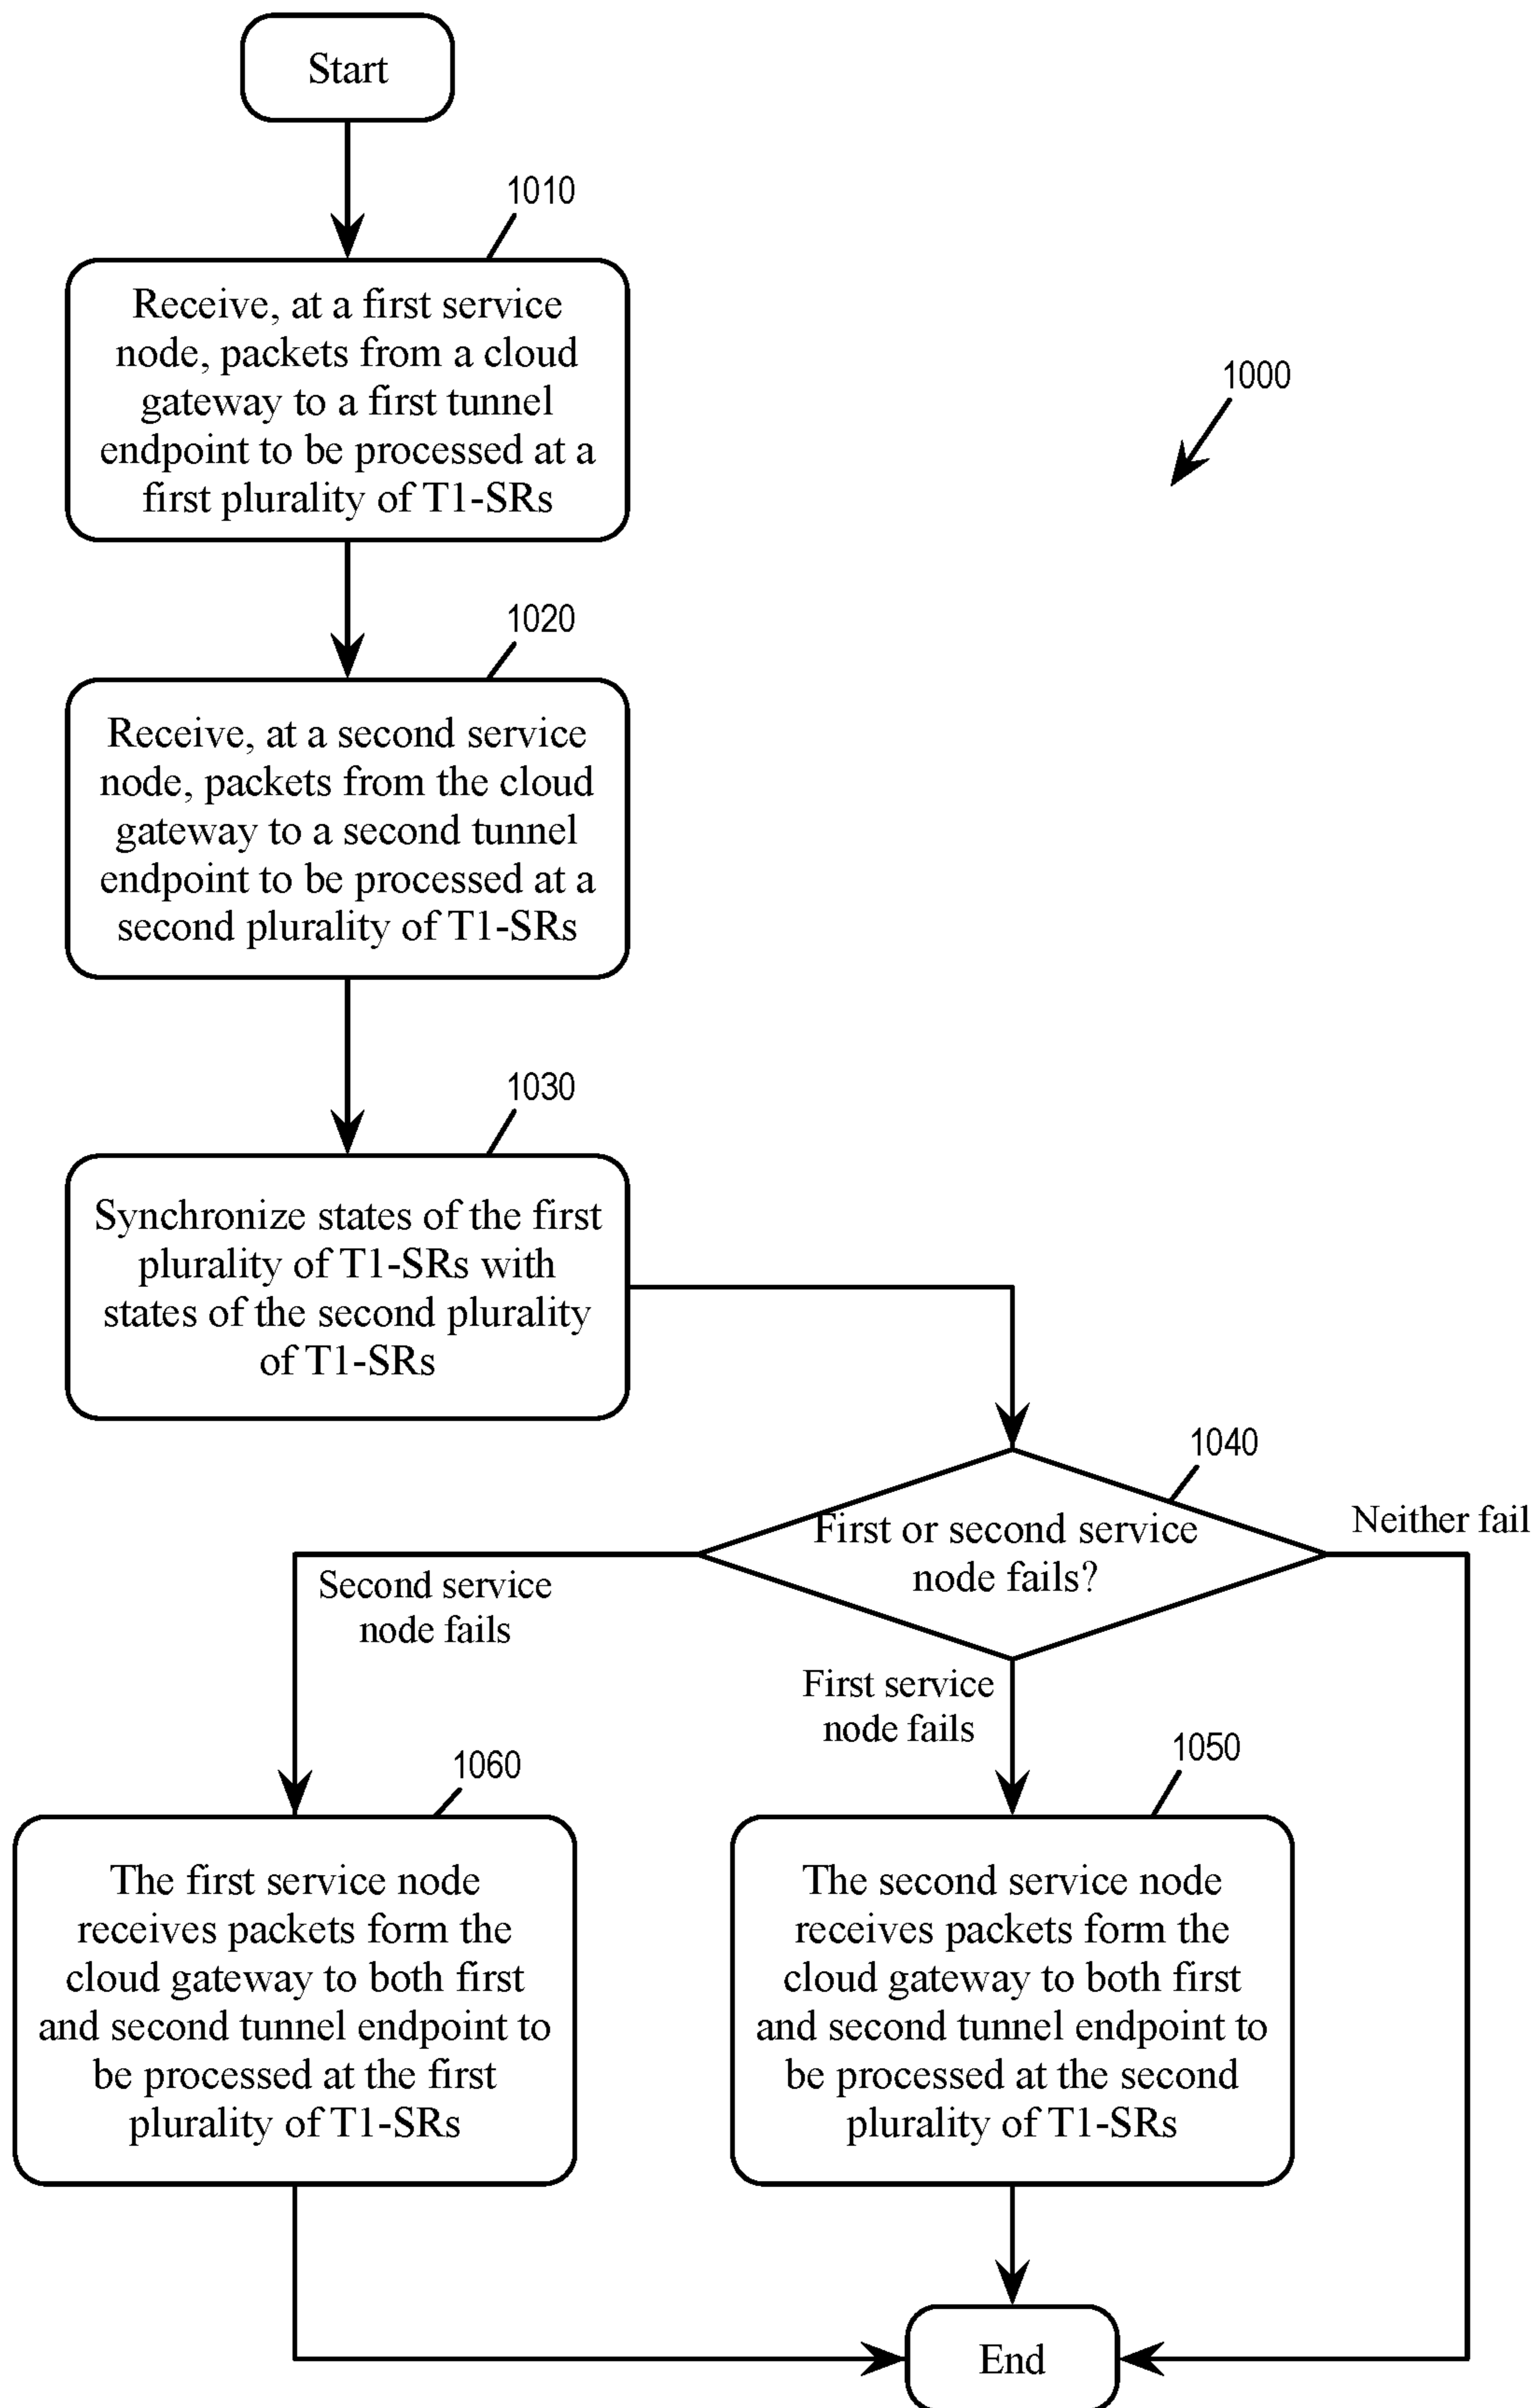 Start
1010
Receive, at a first service
node, packets from a cloud
gateway to a first tunnel
endpoint to be processed at a
first plurality of T1-SRs
1000
1020
Receive, at a second service
node, packets from the cloud
gateway to a second tunnel
endpoint to be processed at a
second plurality of T1-SRs
1030
Synchronize states of the first
plurality of T1-SRs with
states of the second plurality
of T1-SRs
1040
First or second service
node fails?
Neither fail
Second service
node fails
First service
node fails
1060
The first service node
receives packets form the
cloud gateway to both first
and second tunnel endpoint to
be processed at the first
plurality of T1-SRs
1050
The second service node
receives packets form the
cloud gateway to both first
and second tunnel endpoint to
be processed at the second
plurality of T1-SRs
End